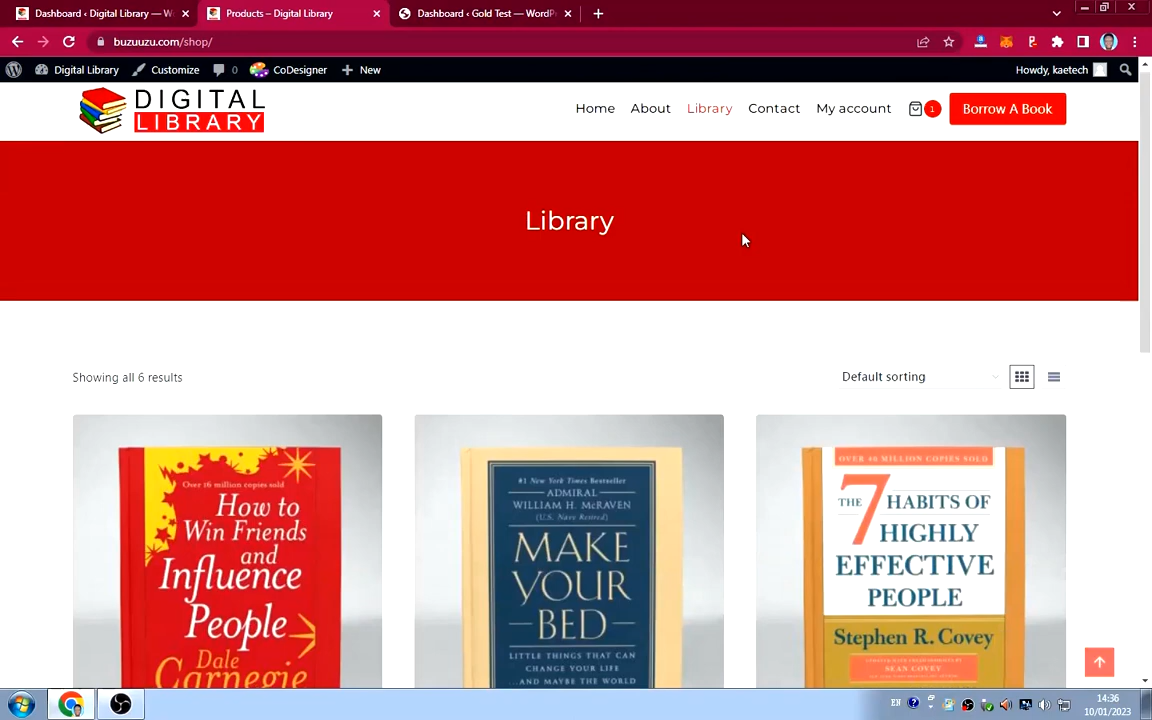 Dashboard ‹ Digital Library — W
Products – Digital Library
Dashboard ‹ Gold Test — WordP
buzuuzu.com/shop/
Digital Library
Customize
0
CoDesigner
New
Howdy, kaetech
DIGITAL
LIBRARY
Home
About
Library
Contact
My account
1
Borrow A Book
Library
Showing all 6 results
Default sorting
Over 16 million copies sold
How to
Win Friends
and
Influence
People
Dale
Carnegie
#1 New York Times Bestseller
ADMIRAL
WILLIAM H. McRAVEN
(U.S. Navy Retired)
MAKE
YOUR
BED
LITTLE THINGS THAT CAN
CHANGE YOUR LIFE
...AND MAYBE THE WORLD
OVER 40 MILLION COPIES SOLD
THE 7 HABITS OF
HIGHLY
EFFECTIVE
PEOPLE
Stephen R. Covey
SEAN COVEY
EN
14:36
10/01/2023